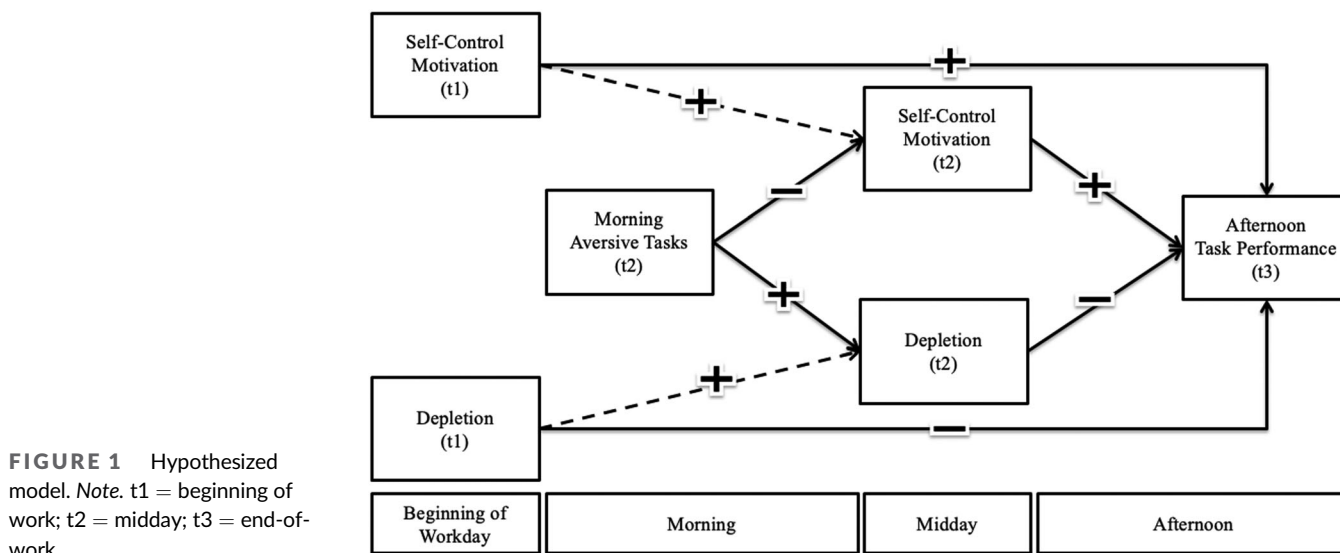 Self-Control
Motivation
(t1)
+
+
Self-Control
Motivation
(t2)
−
+
Morning
Aversive Tasks
(t2)
Afternoon
Task Performance
(t3)
+
−
Depletion
(t2)
+
Depletion
(t1)
−
FIGURE 1 Hypothesized
model. Note. t1 = beginning of
work; t2 = midday; t3 = end-of-
work
Beginning of
Workday
Morning
Midday
Afternoon